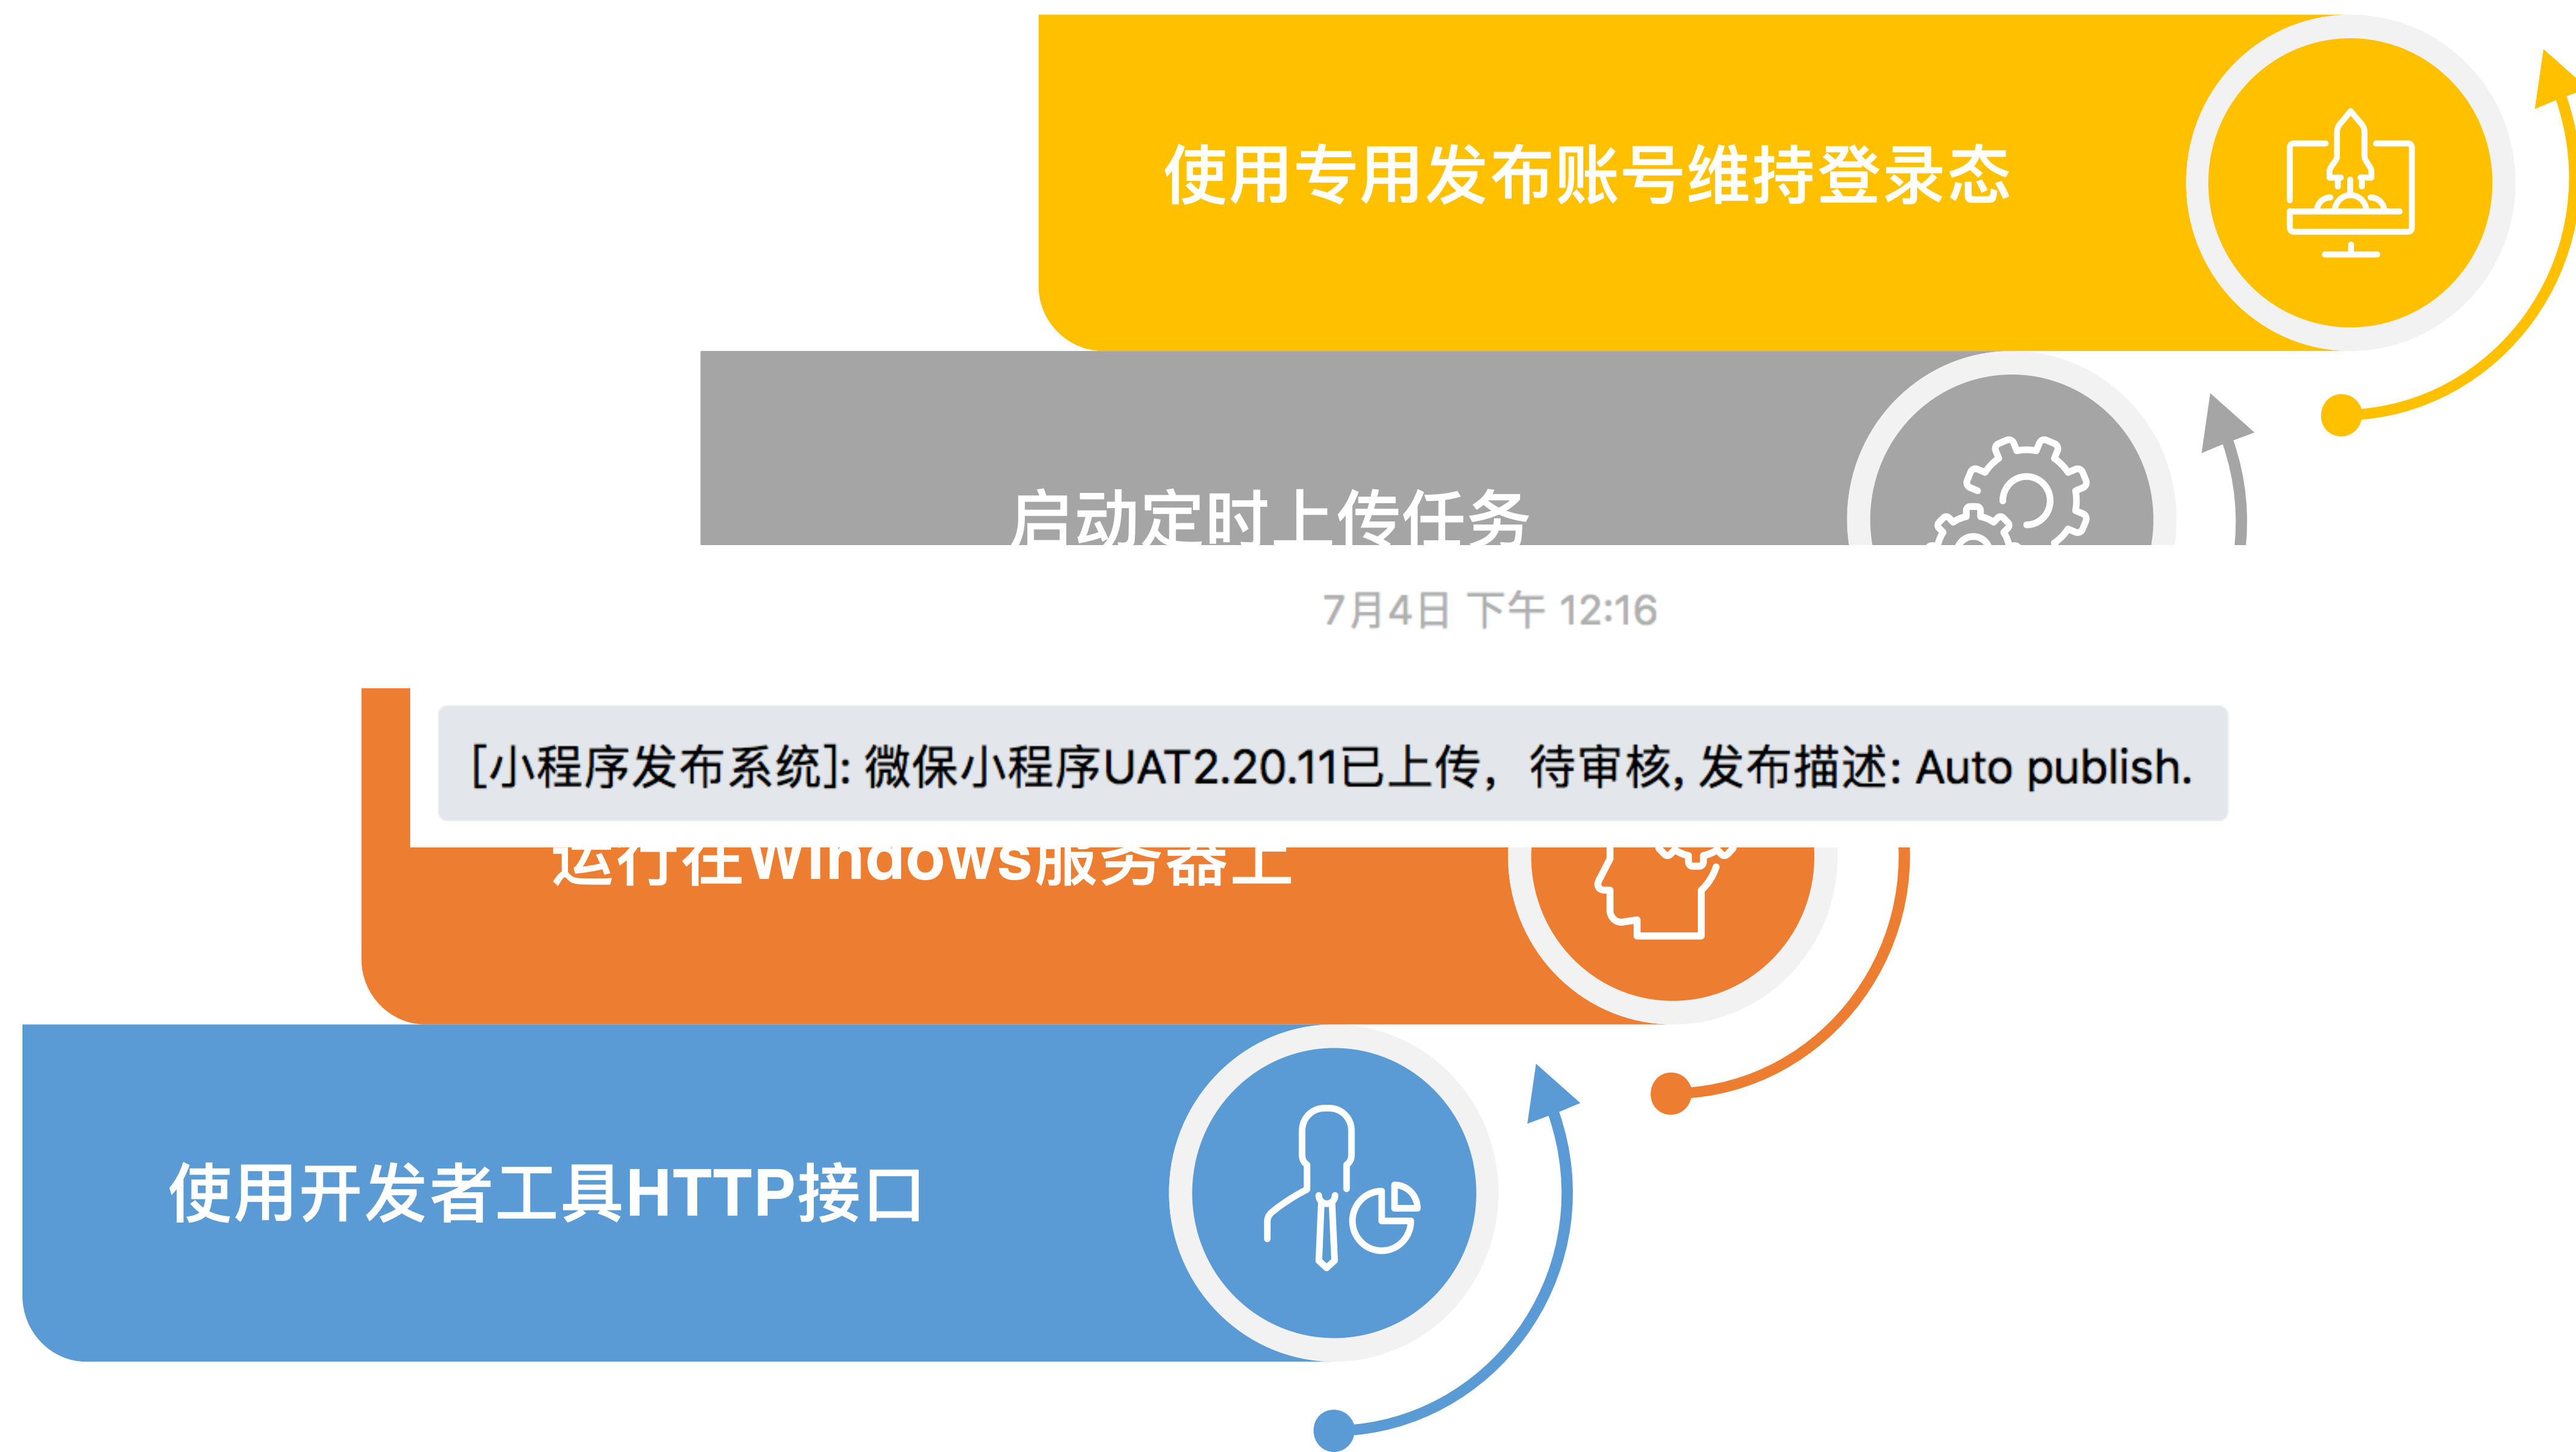 使用专用发布账号维持登录态
启动定时上传任务
7月4日 下午 12:16
[小程序发布系统]: 微保小程序UAT2.20.11已上传，待审核, 发布描述: Auto publish.
运行在Windows服务器上
使用开发者工具HTTP接口